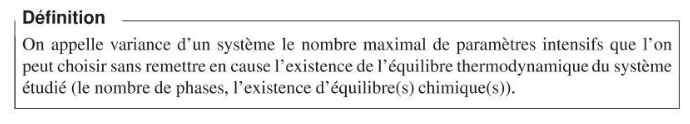 Définition
On appelle variance d'un système le nombre maximal de paramètres intensifs que l'on
peut choisir sans remettre en cause l'existence de l'équilibre thermodynamique du système
étudié (le nombre de phases, l'existence d'équilibre(s) chimique(s)).